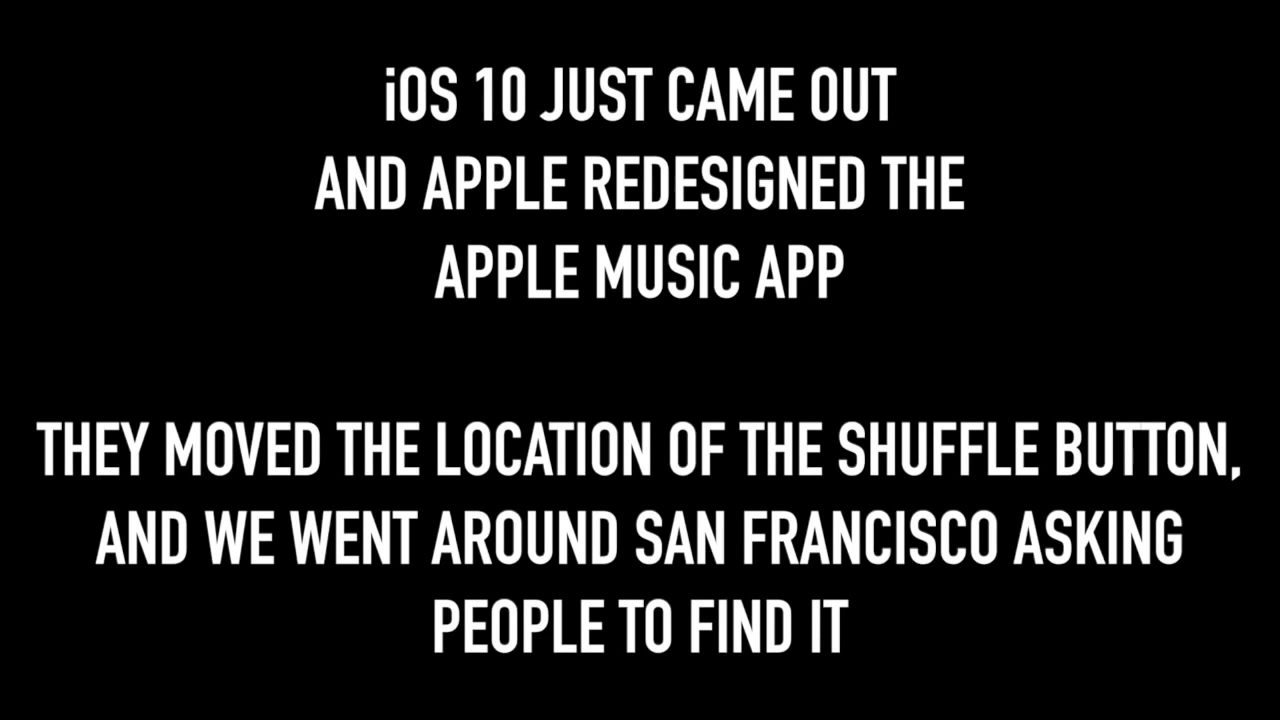 iOS 10 JUST CAME OUT
AND APPLE REDESIGNED THE
APPLE MUSIC APP
THEY MOVED THE LOCATION OF THE SHUFFLE BUTTON,
AND WE WENT AROUND SAN FRANCISCO ASKING
PEOPLE TO FIND IT